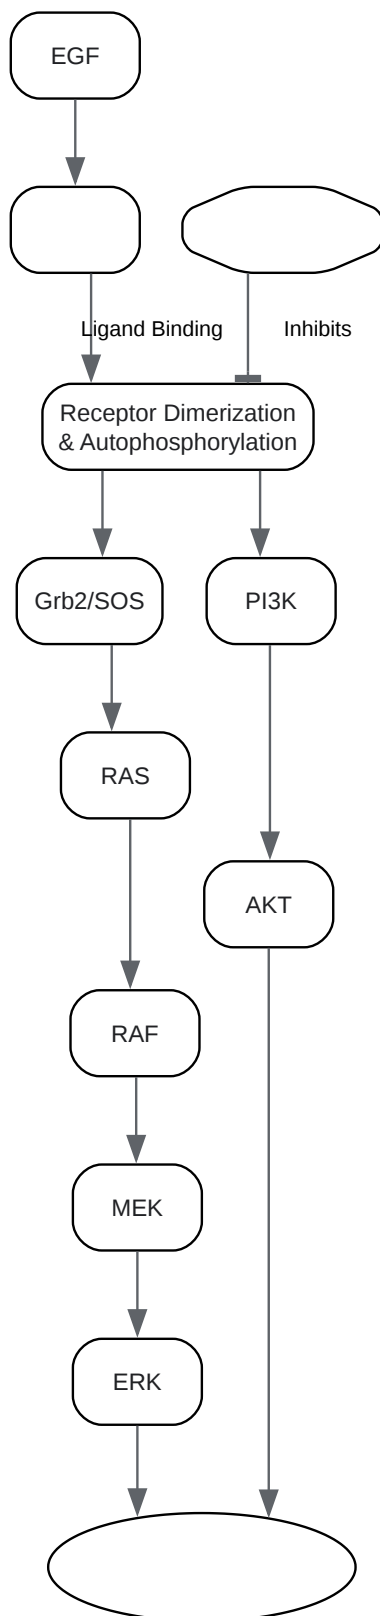 EGF
Ligand Binding
Inhibits
Receptor Dimerization
& Autophosphorylation
Grb2/SOS
PI3K
RAS
AKT
RAF
MEK
ERK